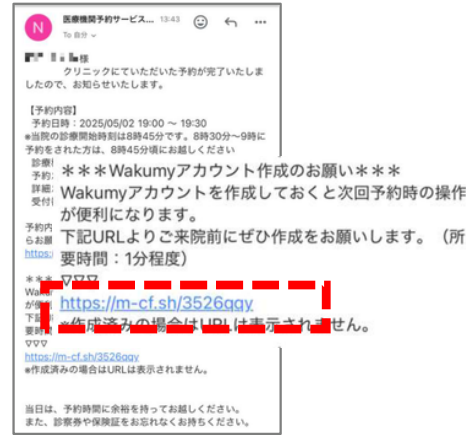 N
医療機関予約サービス... 13:43
To 自分
様
クリニックにていただいた予約が完了いたしま
したので、お知らせいたします。
【予約内容】
予約日時：2025/05/02 19:00 ～ 19:30
※当院の診療開始時刻は8時45分です。8時30分～9時に
予約をされた方は、8時45分頃にお越しください
診療
予約
詳細
受付
予約内
らお願
https:
＊＊＊Wakumyアカウント作成のお願い＊＊＊
Wakumyアカウントを作成しておくと次回予約時の操作
が便利になります。
下記URLよりご来院前にぜひ作成をお願いします。（所
要時間：1分程度）
▽▽▽
https://m-cf.sh/3526qqy
※作成済みの場合はURLは表示されません。
＊＊＊
Waku
が便利
下記
要時間
▽▽▽
https://m-cf.sh/3526qqy
※作成済みの場合はURLは表示されません。
当日は、予約時間に余裕を持ってお越しください。
また、診察券や保険証をお忘れなくお持ちください。